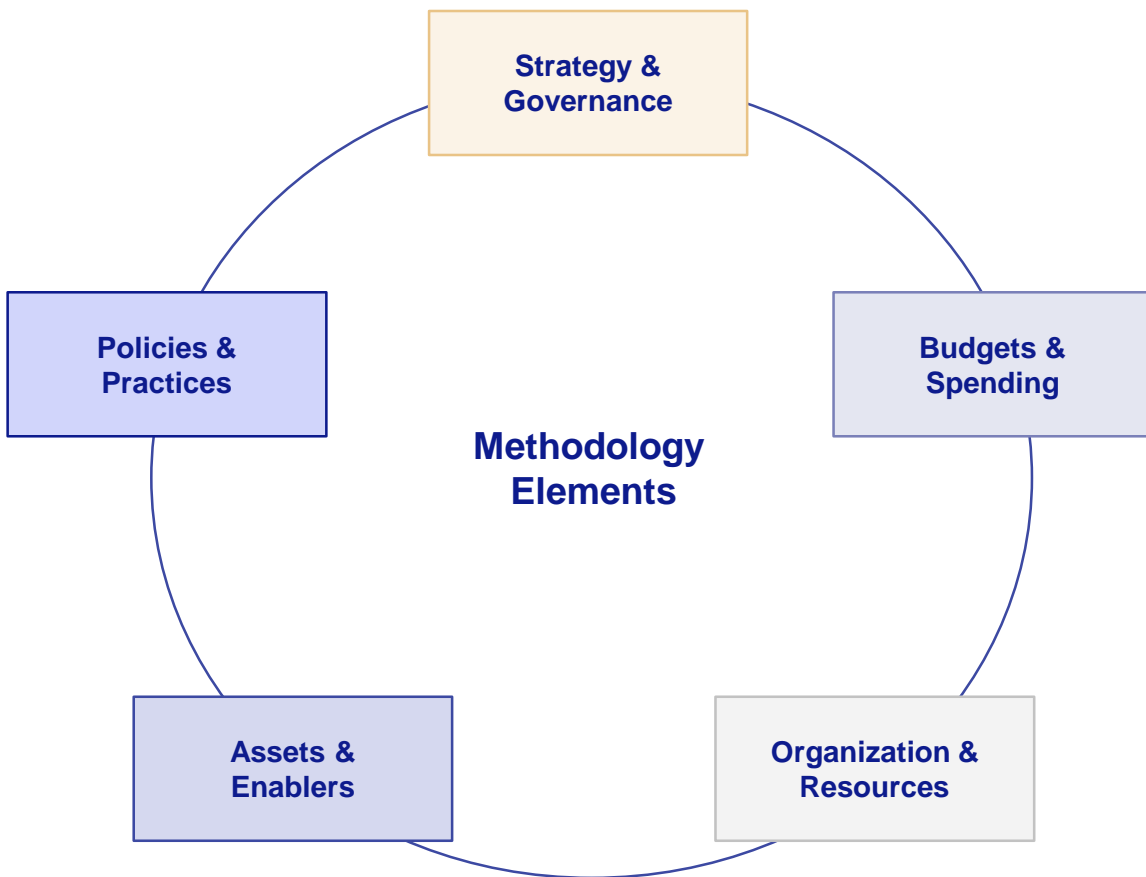 Strategy &
Governance
Policies &
Practices
Budgets &
Spending
Methodology
Elements
Assets &
Enablers
Organization &
Resources